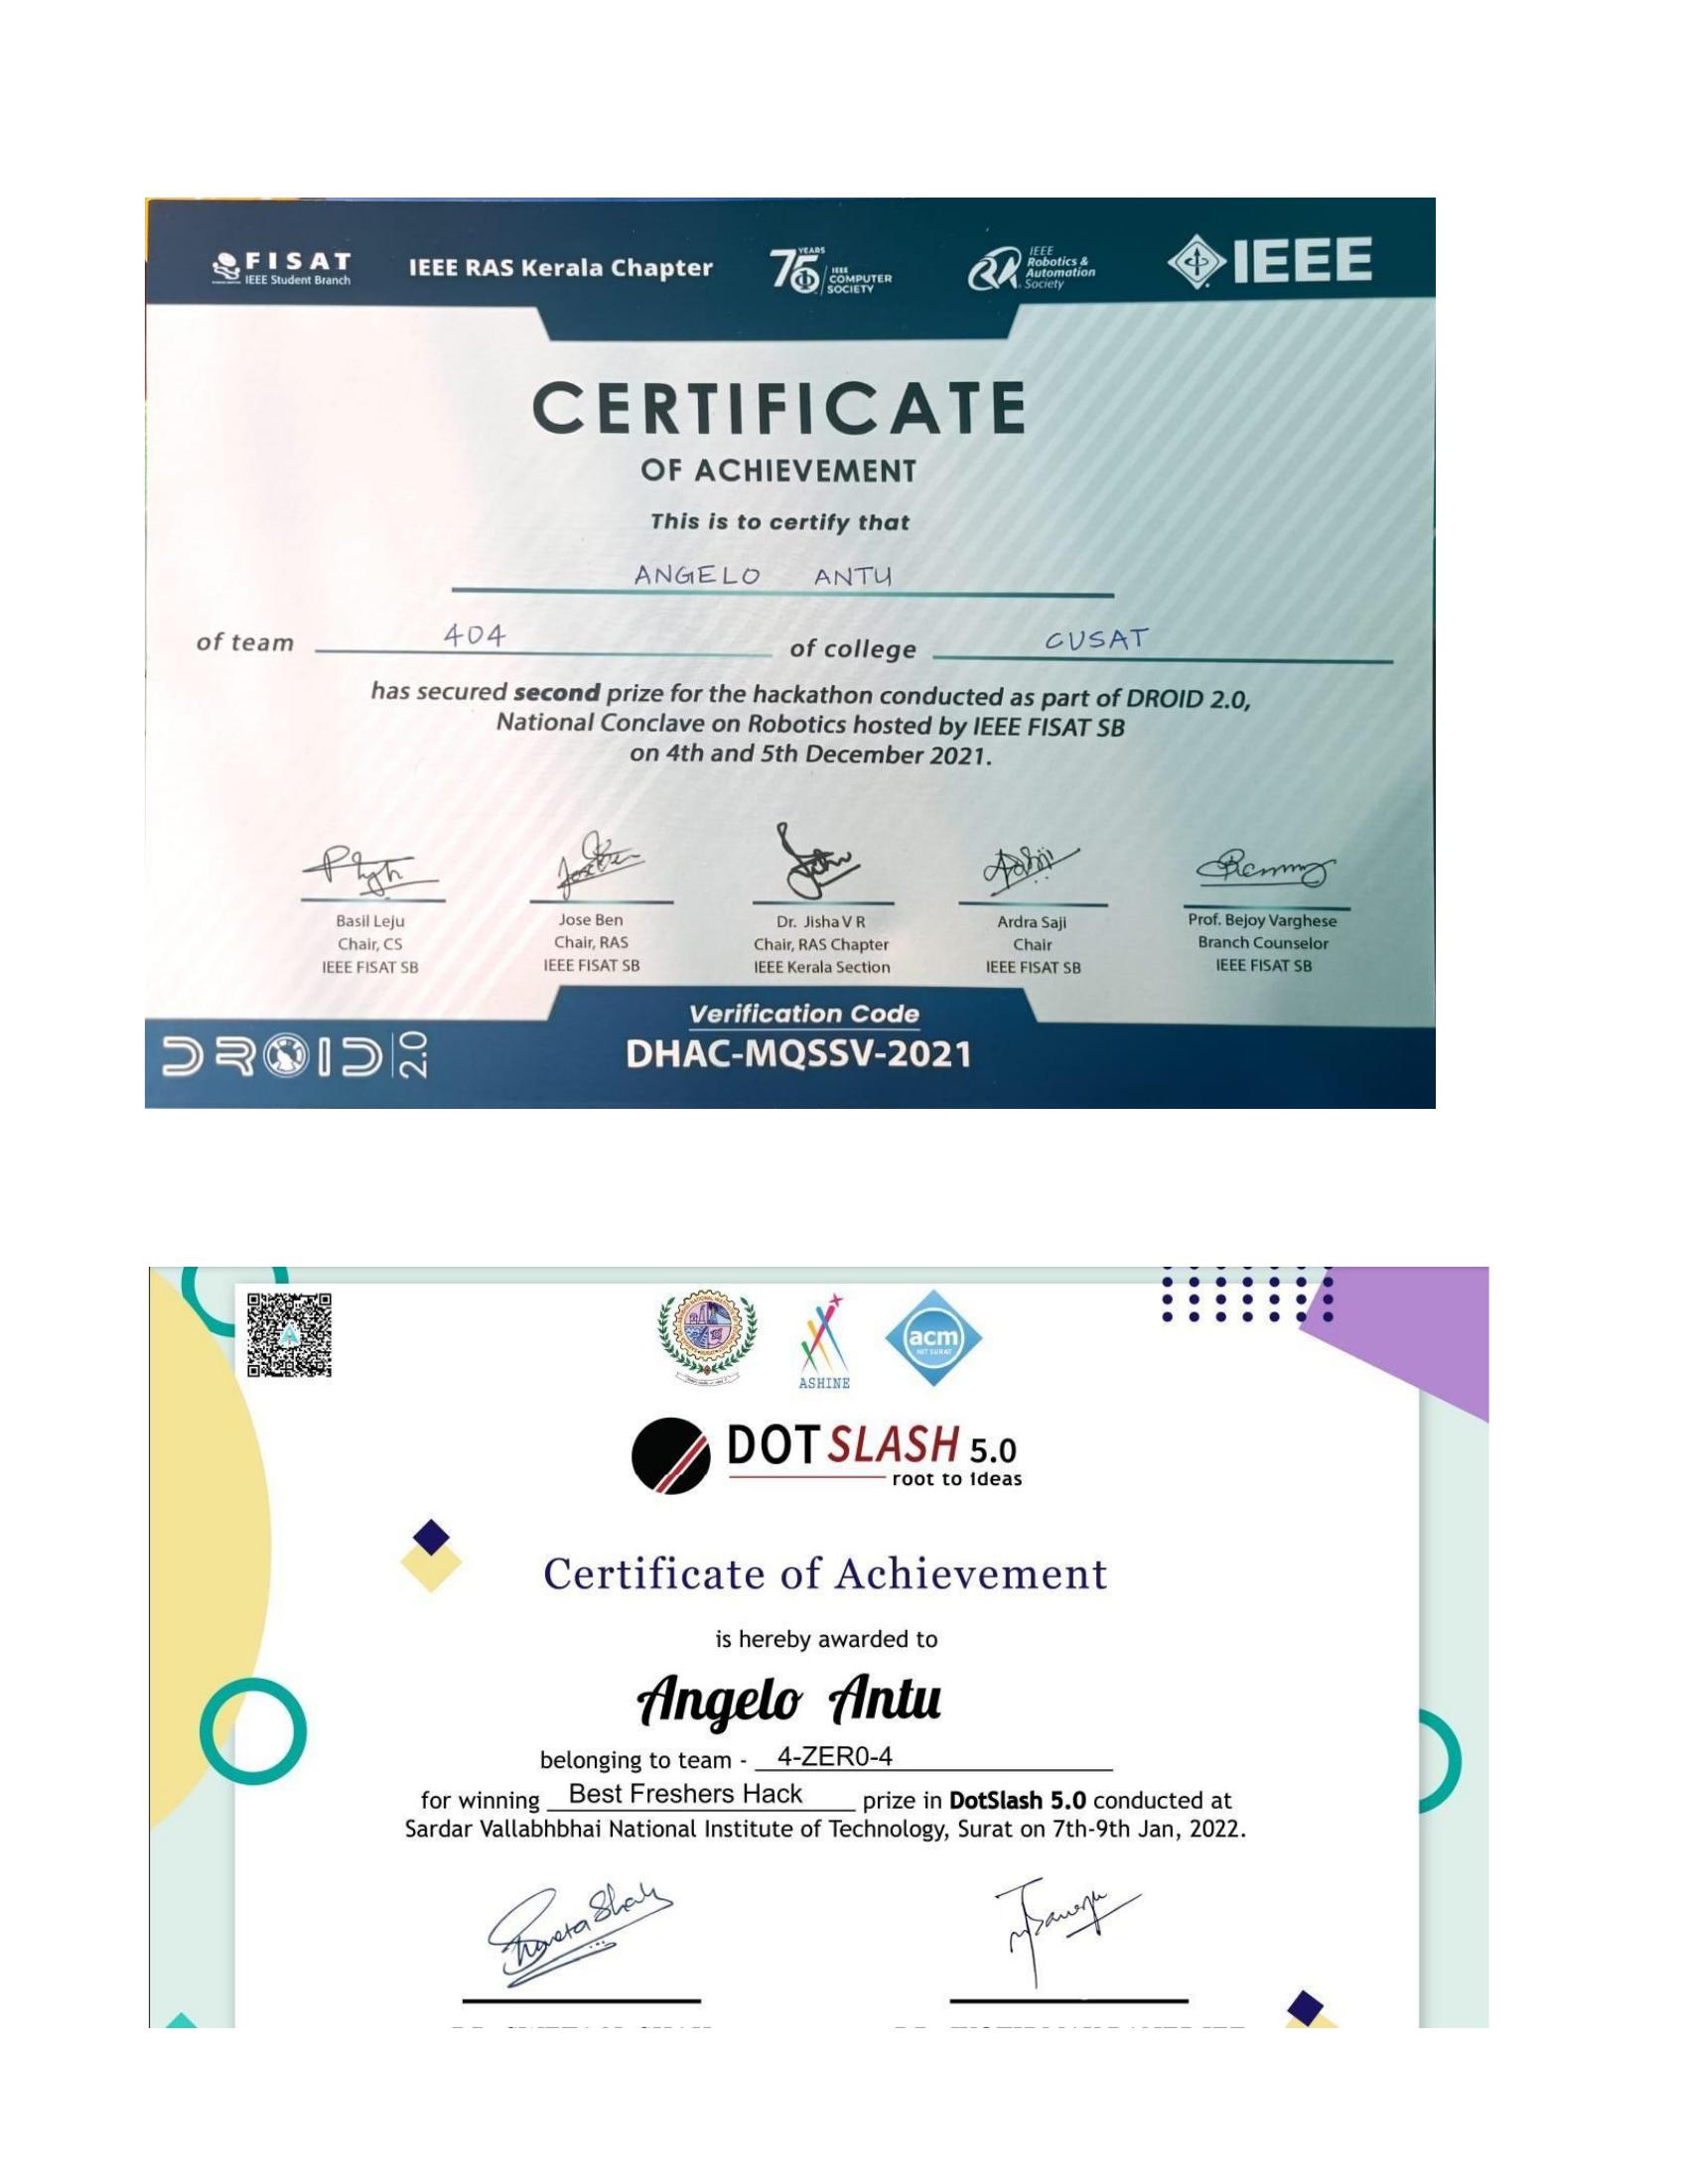 FISAT
IEEE Student Branch
IEEE RAS Kerala Chapter
75 YEARS IEEE COMPUTER SOCIETY
IEEE Robotics & Automation Society
IEEE
CERTIFICATE
OF ACHIEVEMENT
This is to certify that
ANGELO ANTU
of team 404 of college CUSAT
has secured second prize for the hackathon conducted as part of DROID 2.0,
National Conclave on Robotics hosted by IEEE FISAT SB
on 4th and 5th December 2021.
Basil Leju Jose Ben Dr. Jisha V R Ardra Saji Prof. Bejoy Varghese
Chair, CS Chair, RAS Chair, RAS Chapter Chair Branch Counselor
IEEE FISAT SB IEEE FISAT SB IEEE Kerala Section IEEE FISAT SB IEEE FISAT SB
Verification Code
DHAC-MQSSV-2021
DROID 2.0
ASHINE
acm
NIT SURAT
DOT SLASH 5.0
root to ideas
Certificate of Achievement
is hereby awarded to
Angelo Antu
belonging to team - 4-ZER0-4
for winning Best Freshers Hack prize in DotSlash 5.0 conducted at
Sardar Vallabhbhai National Institute of Technology, Surat on 7th-9th Jan, 2022.